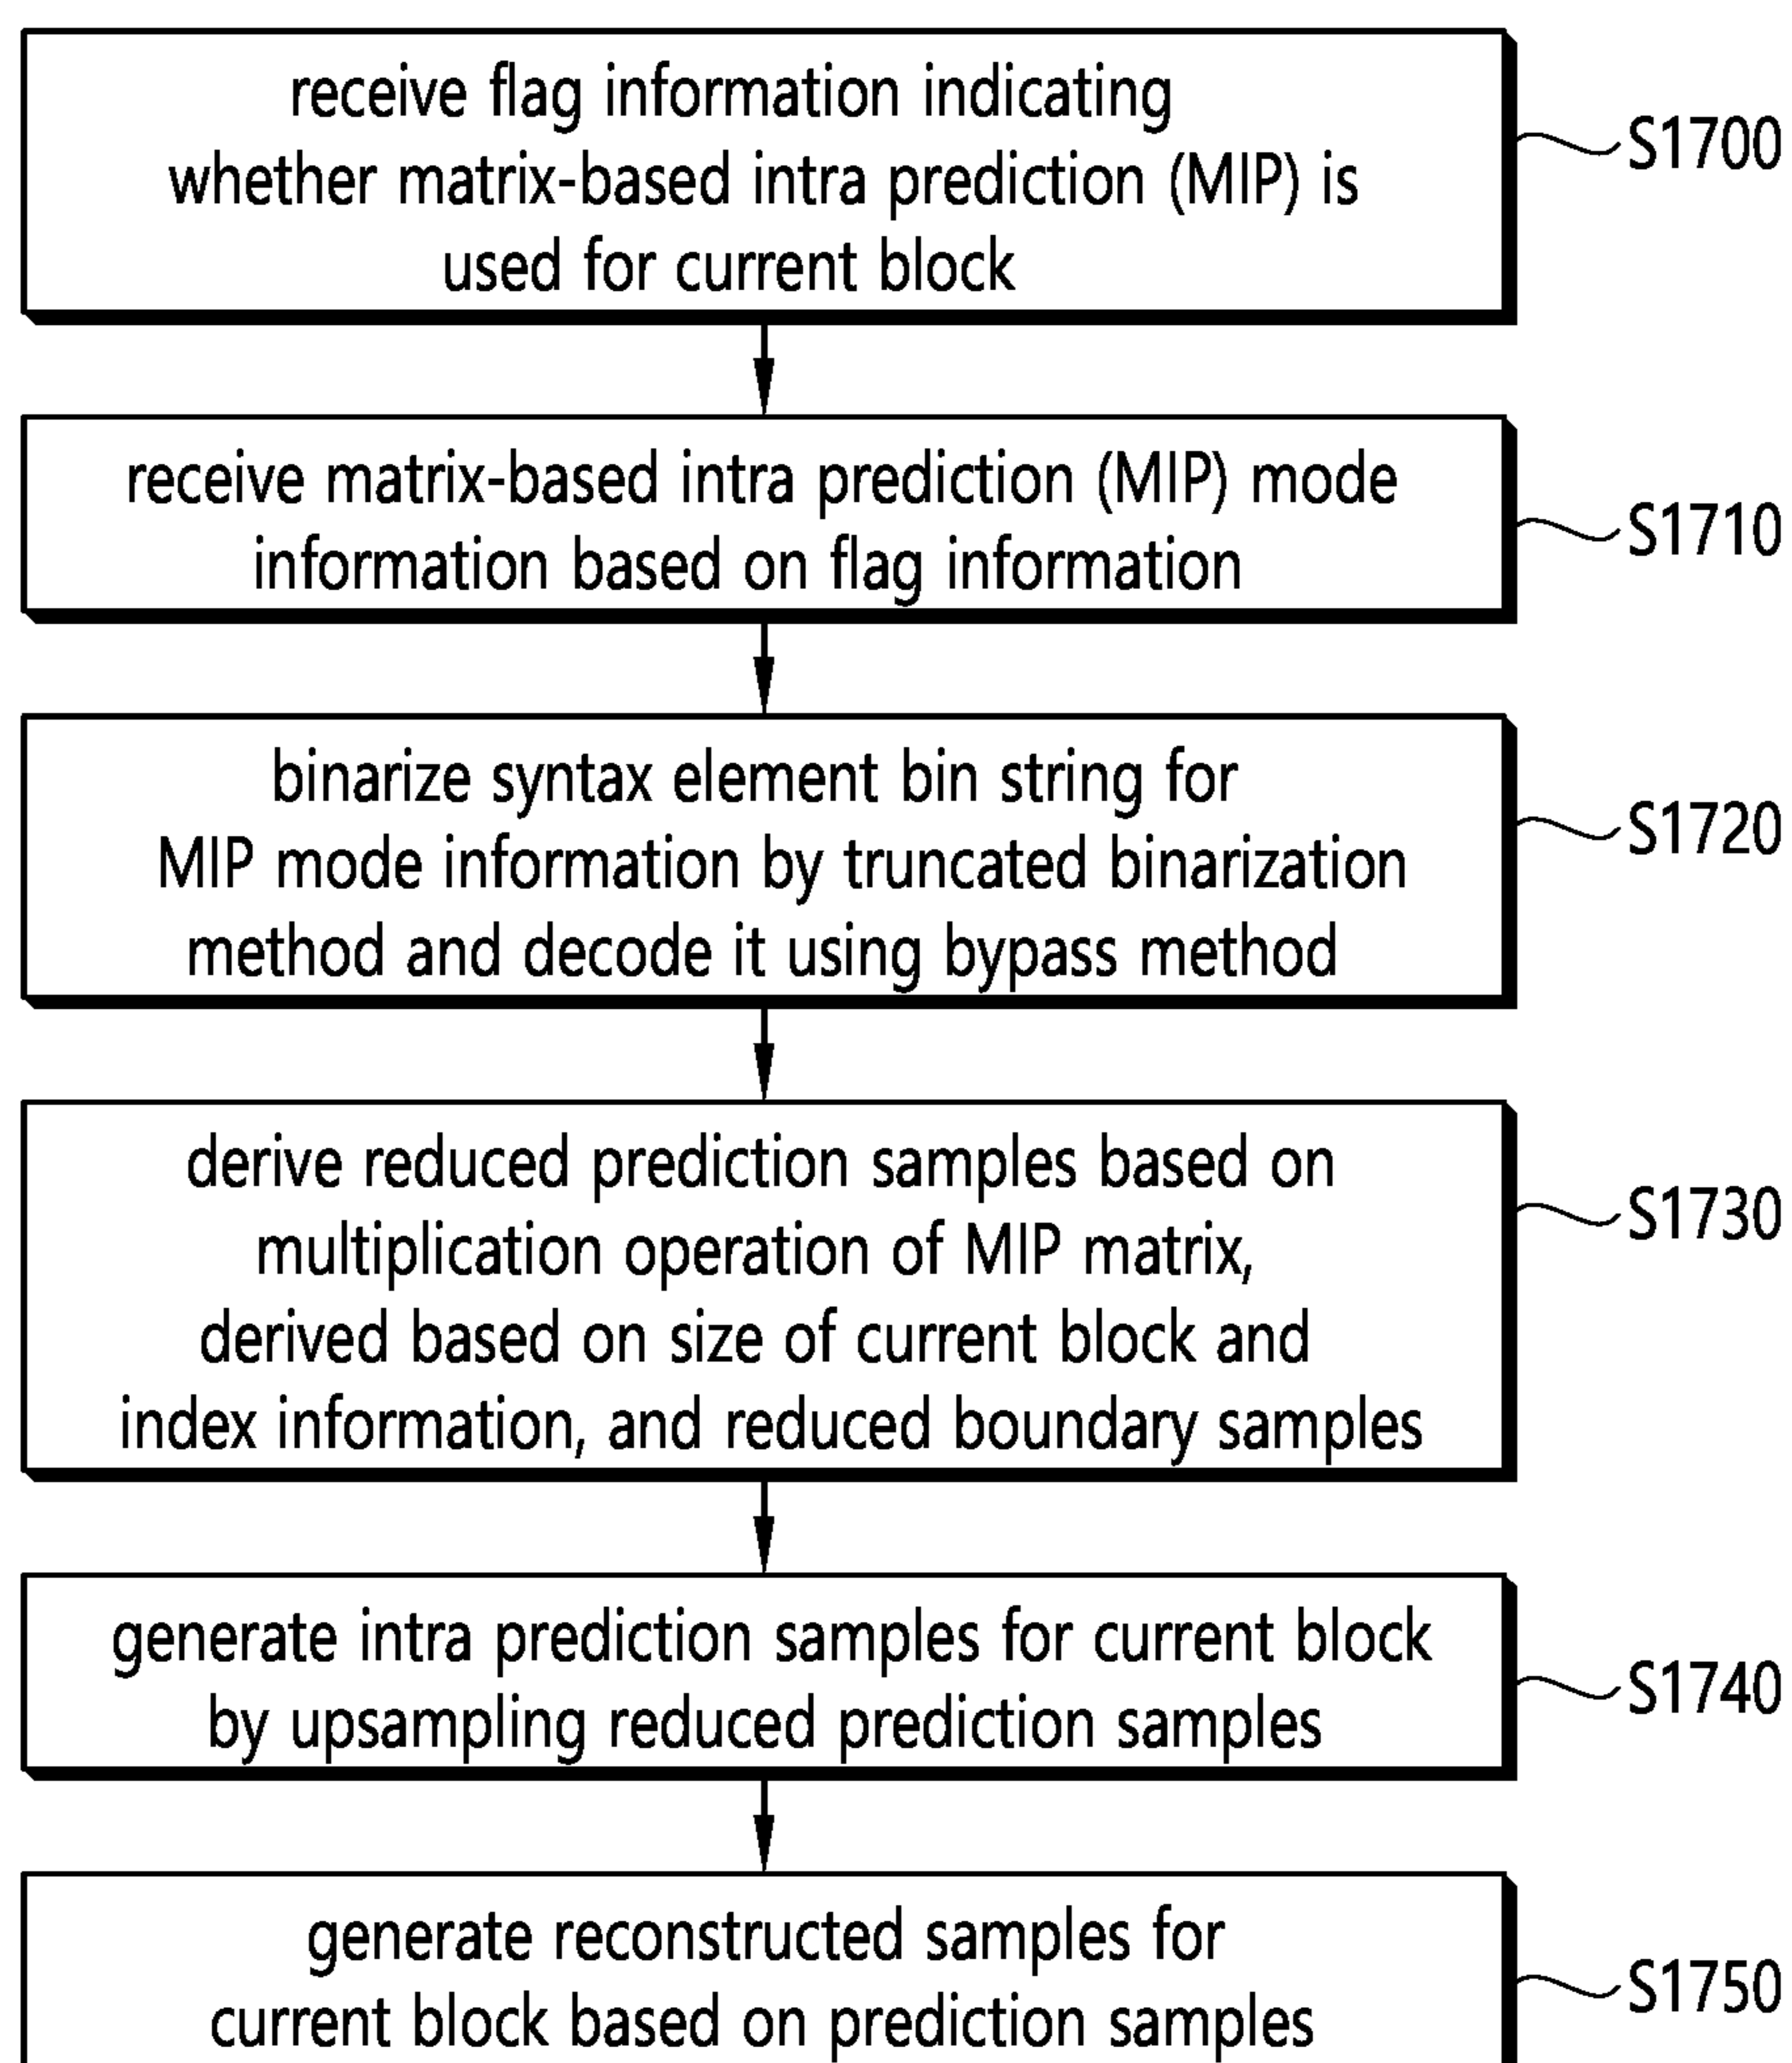 receive flag information indicating
whether matrix-based intra prediction (MIP) is
used for current block
S1700
receive matrix-based intra prediction (MIP) mode
information based on flag information
S1710
binarize syntax element bin string for
MIP mode information by truncated binarization
method and decode it using bypass method
S1720
derive reduced prediction samples based on
multiplication operation of MIP matrix,
derived based on size of current block and
index information, and reduced boundary samples
S1730
generate intra prediction samples for current block
by upsampling reduced prediction samples
S1740
generate reconstructed samples for
current block based on prediction samples
S1750